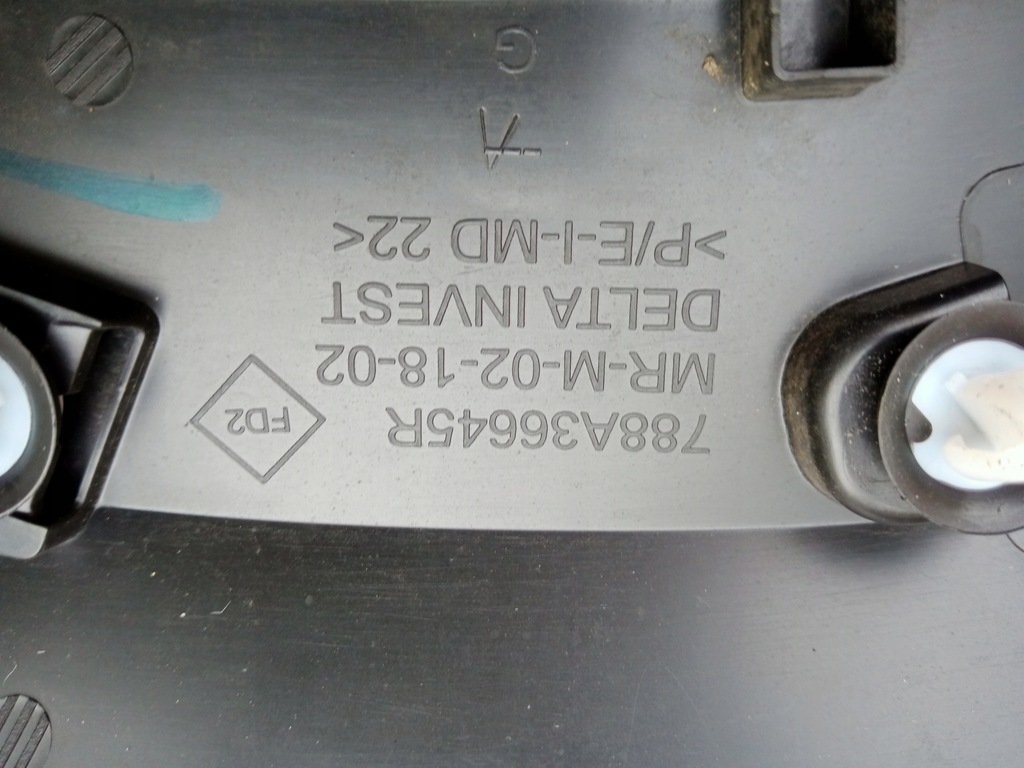 788A36645R
MR-M-02-18-02
FD2
DELTA INVEST
>P/E-I-MD 22<
G